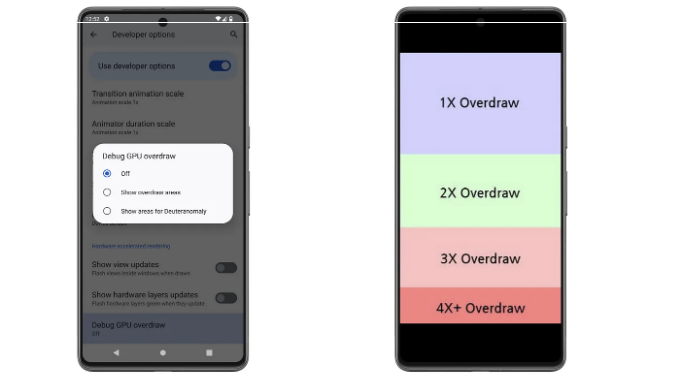 12:52
Developer options
Use developer options
Transition animation scale
Animation scale 1x
Animator duration scale
Animation scale 1x
Debug GPU overdraw
Off
Show overdraw areas
Show areas for Deuteranomaly
Hardware accelerated rendering
Show view updates
Flash views inside windows when drawn
Show hardware layers updates
Flash hardware layers green when they update
Debug GPU overdraw
Off
1X Overdraw
2X Overdraw
3X Overdraw
4X+ Overdraw